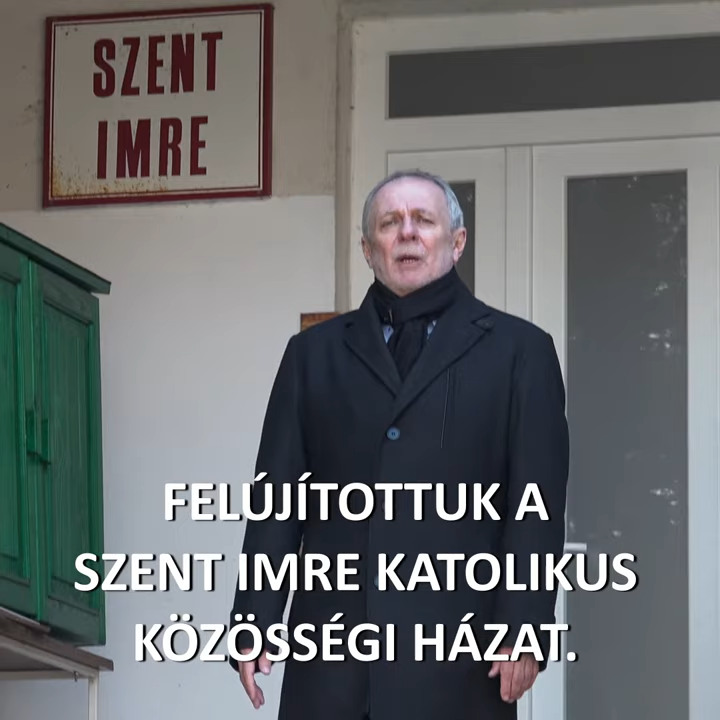 SZENT
IMRE
FELÚJÍTOTTUK A
SZENT IMRE KATOLIKUS
KÖZÖSSÉGI HÁZAT.